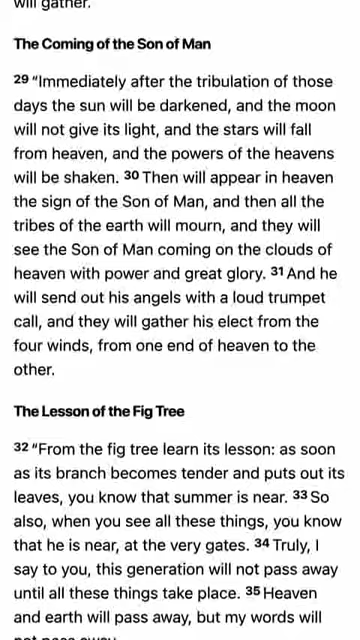 will gather.
The Coming of the Son of Man
29 “Immediately after the tribulation of those
days the sun will be darkened, and the moon
will not give its light, and the stars will fall
from heaven, and the powers of the heavens
will be shaken. 30 Then will appear in heaven
the sign of the Son of Man, and then all the
tribes of the earth will mourn, and they will
see the Son of Man coming on the clouds of
heaven with power and great glory. 31 And he
will send out his angels with a loud trumpet
call, and they will gather his elect from the
four winds, from one end of heaven to the
other.
The Lesson of the Fig Tree
32 “From the fig tree learn its lesson: as soon
as its branch becomes tender and puts out its
leaves, you know that summer is near. 33 So
also, when you see all these things, you know
that he is near, at the very gates. 34 Truly, I
say to you, this generation will not pass away
until all these things take place. 35 Heaven
and earth will pass away, but my words will
not pass away.